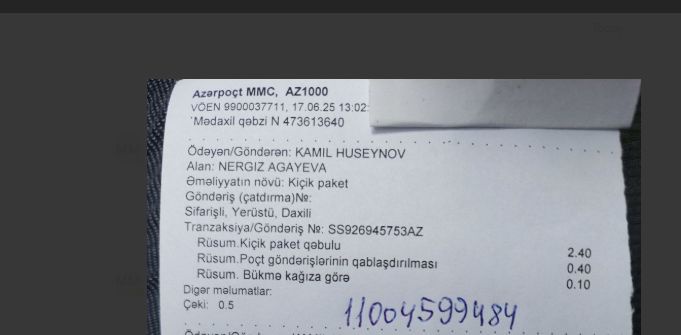 Azərpoçt MMC, AZ1000
VÖEN 9900037711, 17.06.25 13:02:
Mədaxil qəbzi N 473613640
Ödəyən/Göndərən: KAMIL HUSEYNOV
Alan: NERGIZ AGAYEVA
Əməliyyatın növü: Kiçik paket
Göndəriş (çatdırma)№:
Sifarişli, Yerüstü, Daxili
Tranzaksiya/Göndəriş №: SS926945753AZ
Rüsum.Kiçik paket qəbulu 2.40
Rüsum.Poçt göndərişlərinin qablaşdırılması 0.40
Rüsum. Bükmə kağıza görə 0.10
Digər məlumatlar:
Çəki: 0.5
11004599484